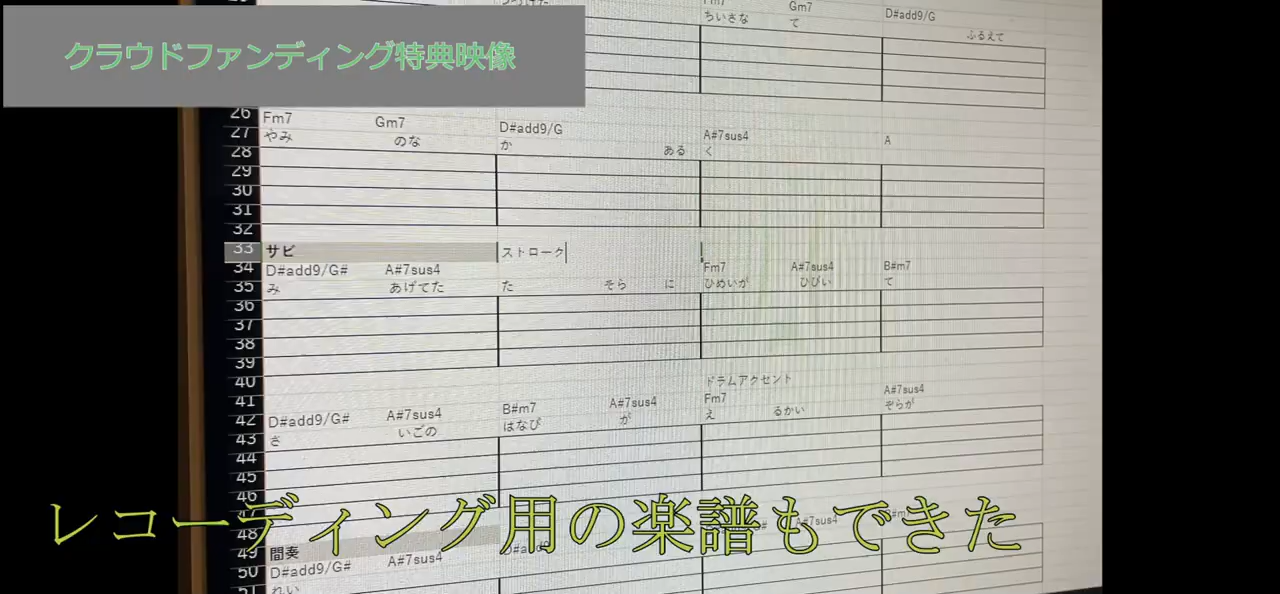 クラウドファンディング特典映像
Gm7 D#add9/G
ちいさな て
ふるえて
26 Fm7 Gm7 D#add9/G A#7sus4 A
27 やみ のな か ある く
28
29
30
31
32
33 サビ ストローク
34 D#add9/G# A#7sus4 Fm7 A#7sus4 B#m7
35 み あげてた た そら に ひめいが ひびい て
36
37
38
39
40 ドラムアクセント
41 D#add9/G# A#7sus4 B#m7 A#7sus4 Fm7 A#7sus4
42 さ いごの はなび が え るかい ぞらが
43
44
45
46
レコーディング用の楽譜もできた
48
49 間奏
50 D#add9/G# A#7sus4